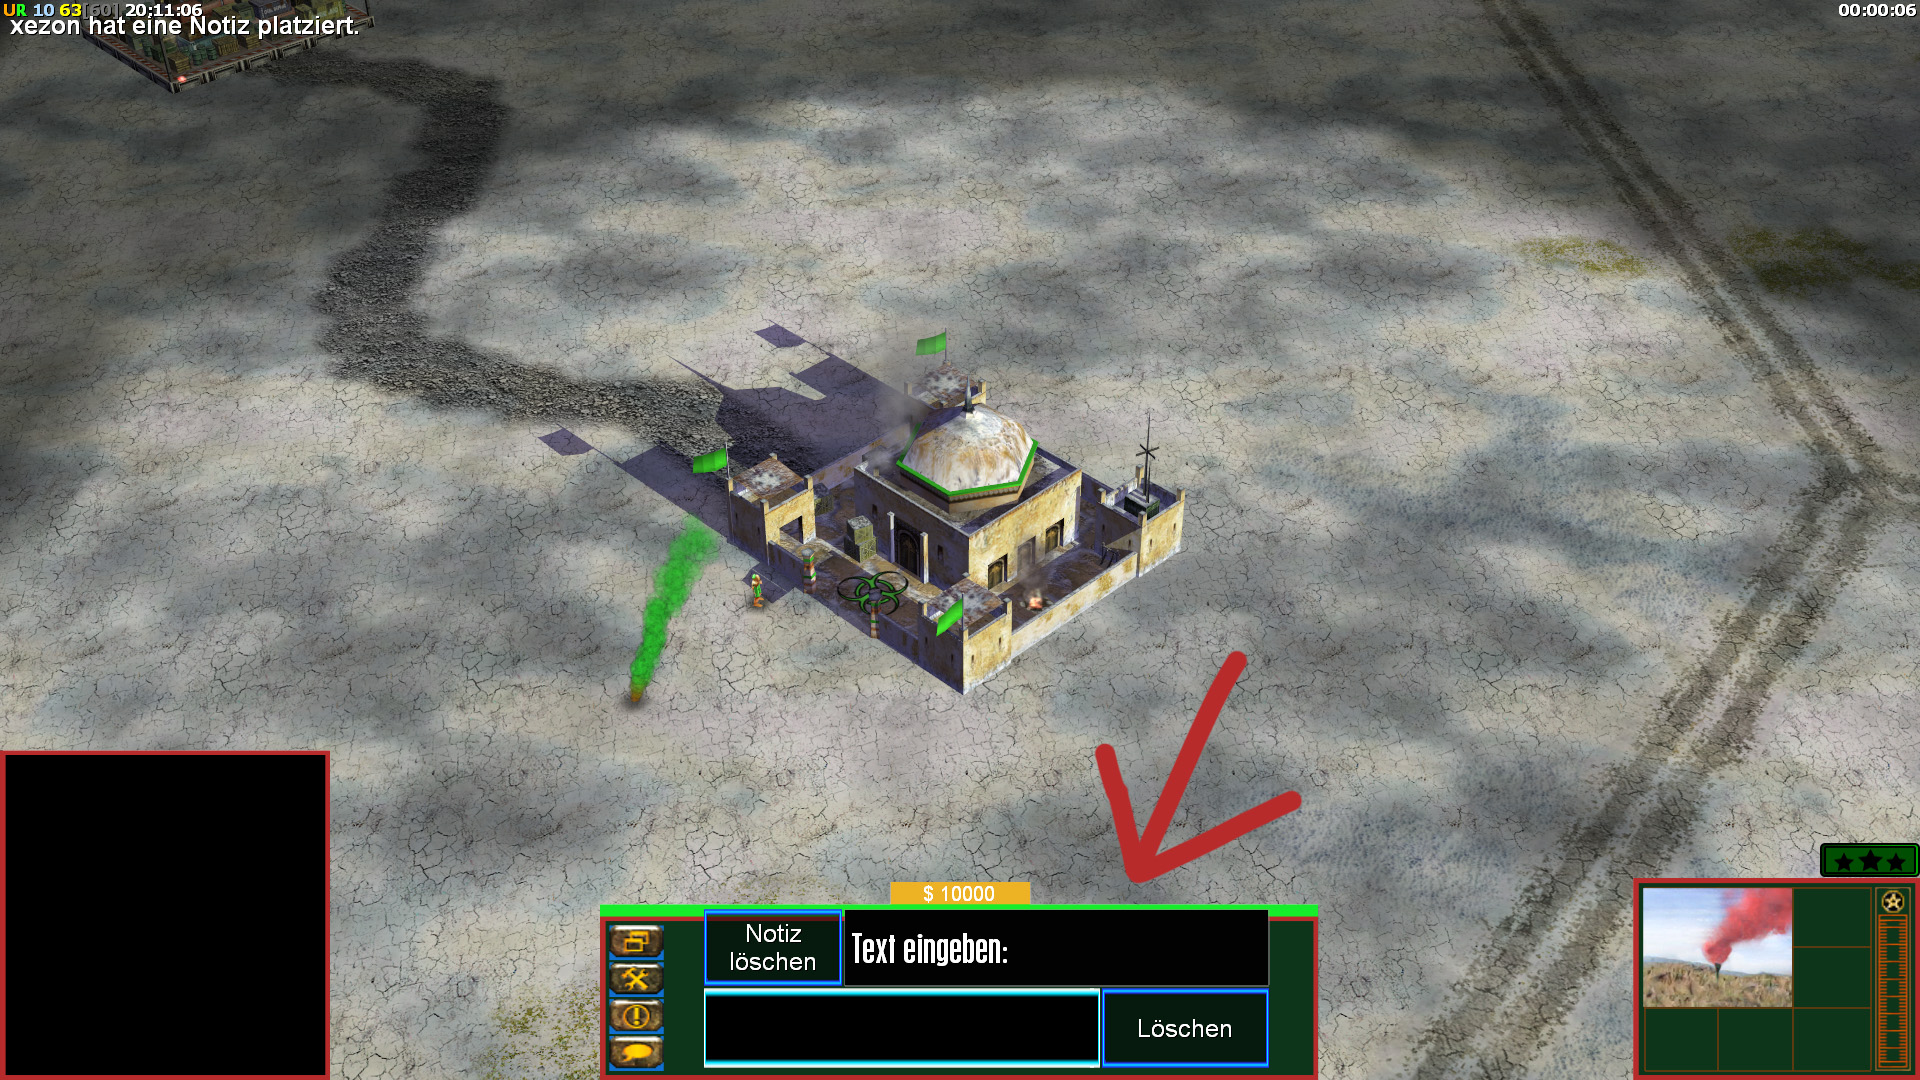 UR 10 63[60] 20:11:06
00:00:06
xezon hat eine Notiz platziert.
$ 10000
Notiz
löschen
Text eingeben:
Löschen